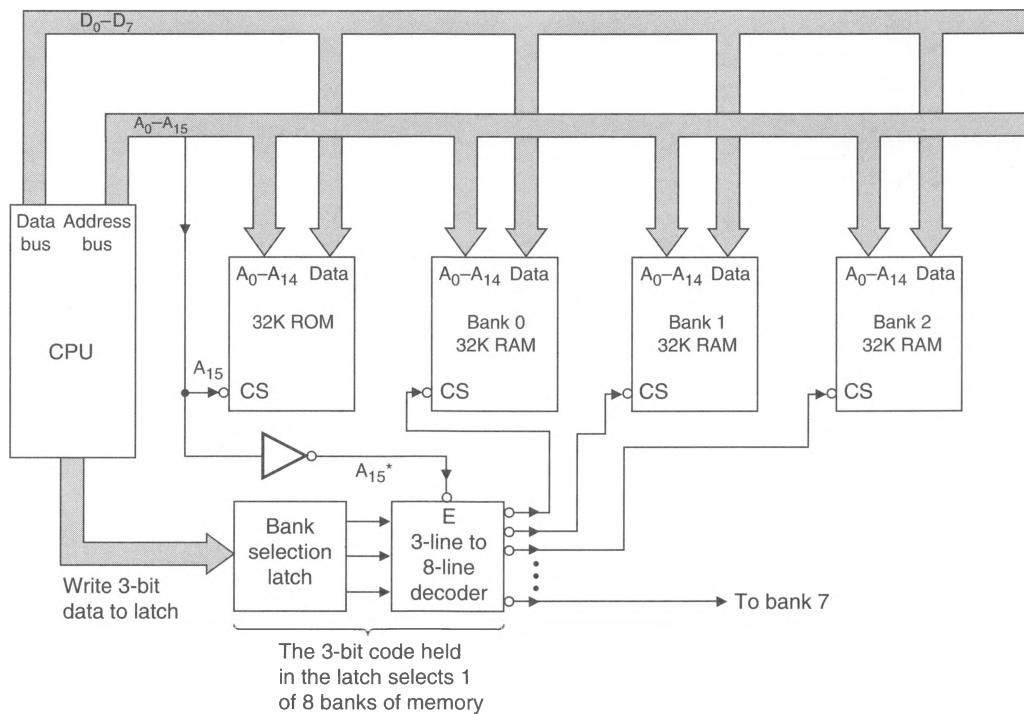 D0–D7
A0–A15
Data bus
Address bus
CPU
A0–A14 Data
32K ROM
CS
A0–A14 Data
Bank 0
32K RAM
CS
A0–A14 Data
Bank 1
32K RAM
CS
A0–A14 Data
Bank 2
32K RAM
CS
A15
A15*
Bank
selection
latch
E
3-line to
8-line
decoder
Write 3-bit
data to latch
To bank 7
The 3-bit code held
in the latch selects 1
of 8 banks of memory